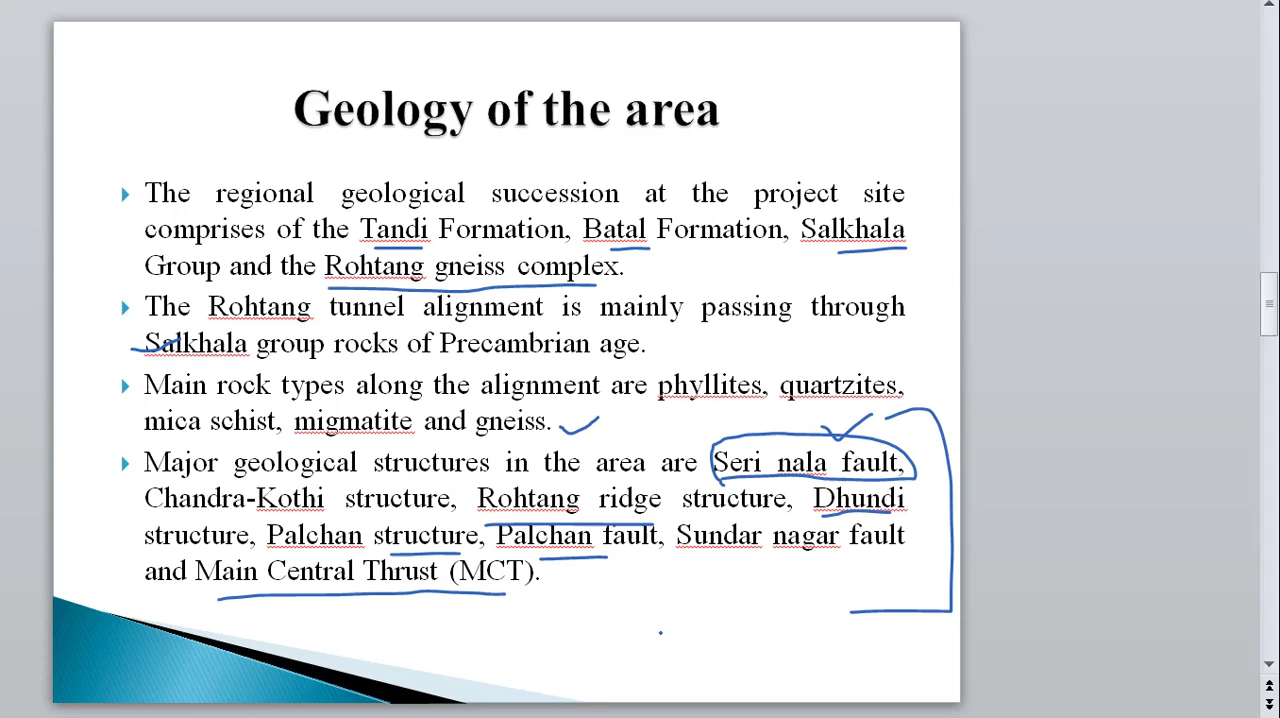 Geology of the area
The regional geological succession at the project site
comprises of the Tandi Formation, Batal Formation, Salkhala
Group and the Rohtang gneiss complex.
The Rohtang tunnel alignment is mainly passing through
Salkhala group rocks of Precambrian age.
Main rock types along the alignment are phyllites, quartzites,
mica schist, migmatite and gneiss.
Major geological structures in the area are Seri nala fault,
Chandra-Kothi structure, Rohtang ridge structure, Dhundi
structure, Palchan structure, Palchan fault, Sundar nagar fault
and Main Central Thrust (MCT).